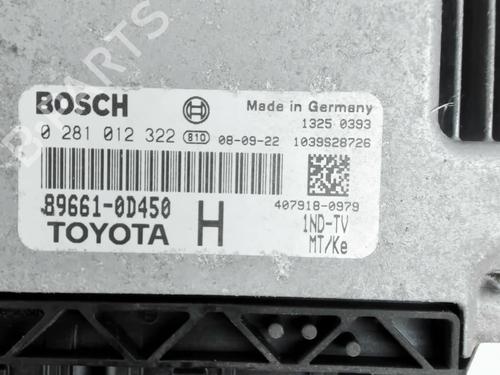 B PARTS
BOSCH
Made in Germany
1325 0393
0 281 012 322 810 08-09-22 1039S28726
89661-0D450
407918-0979
TOYOTA H 1ND-TV
MT/Ke